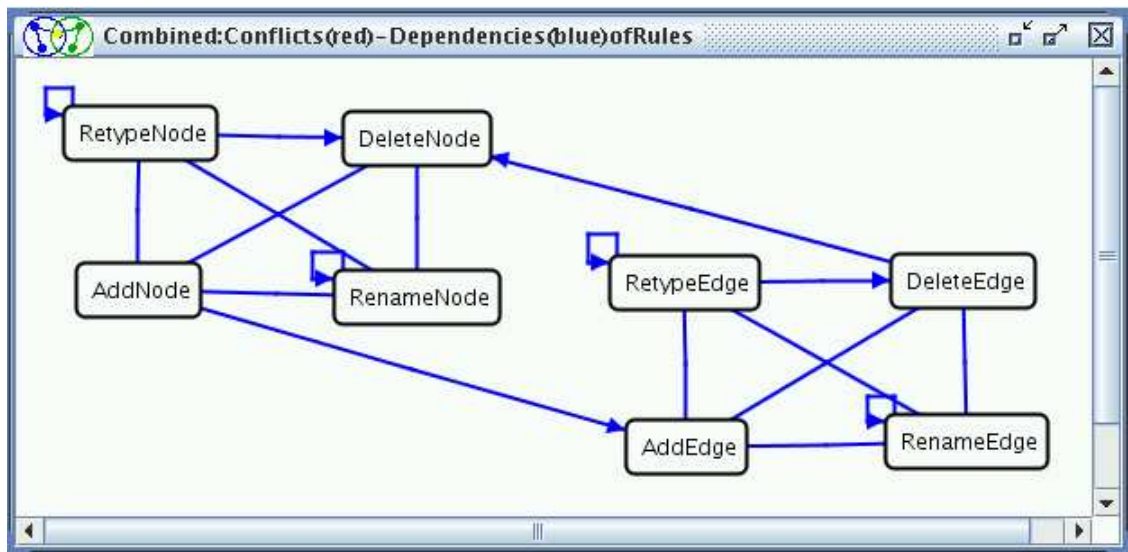 Combined:Conflicts(red)-Dependencies(blue)ofRules
RetypeNode
DeleteNode
AddNode
RenameNode
RetypeEdge
DeleteEdge
AddEdge
RenameEdge